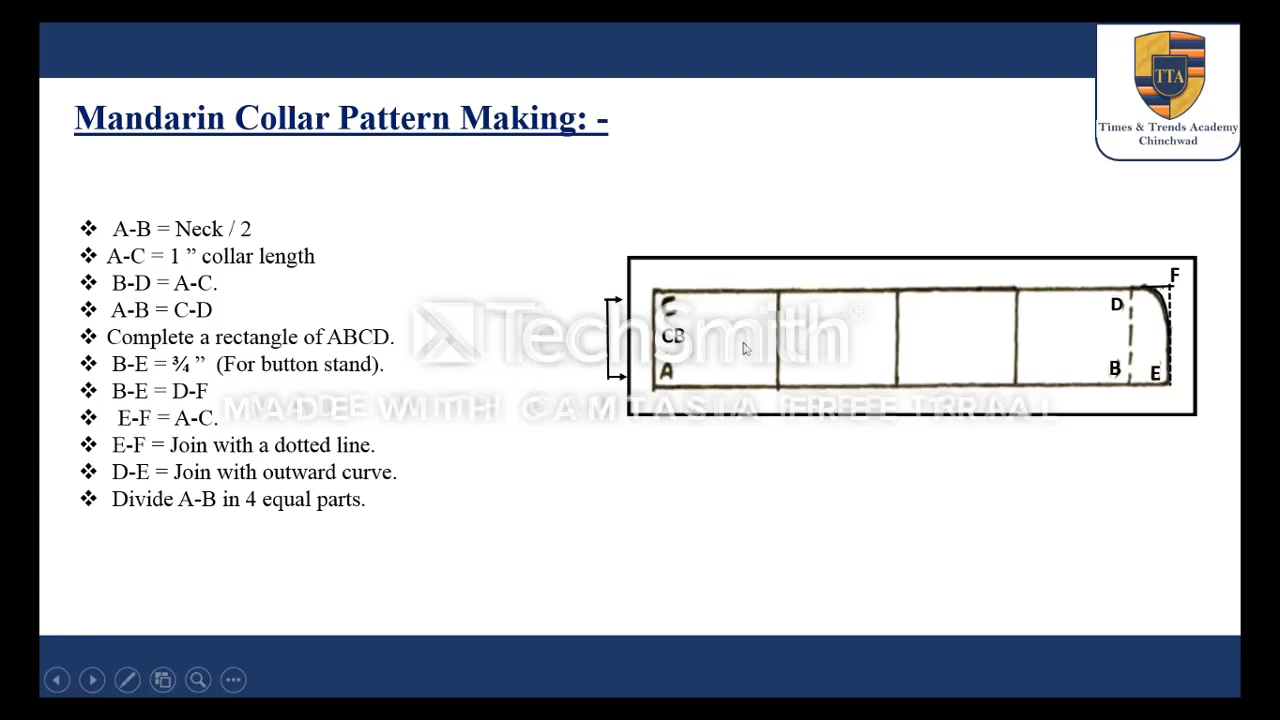 TTA
Times & Trends Academy
Chinchwad
Mandarin Collar Pattern Making: -
❖ A-B = Neck / 2
❖ A-C = 1 ” collar length
❖ B-D = A-C.
❖ A-B = C-D
❖ Complete a rectangle of ABCD.
❖ B-E = ¾ ” (For button stand).
❖ B-E = D-F
❖ E-F = A-C.
❖ E-F = Join with a dotted line.
❖ D-E = Join with outward curve.
❖ Divide A-B in 4 equal parts.
F
C
D
CB
A
B
E
TechSmith®
MADE WITH CAMTASIA FREE TRIAL